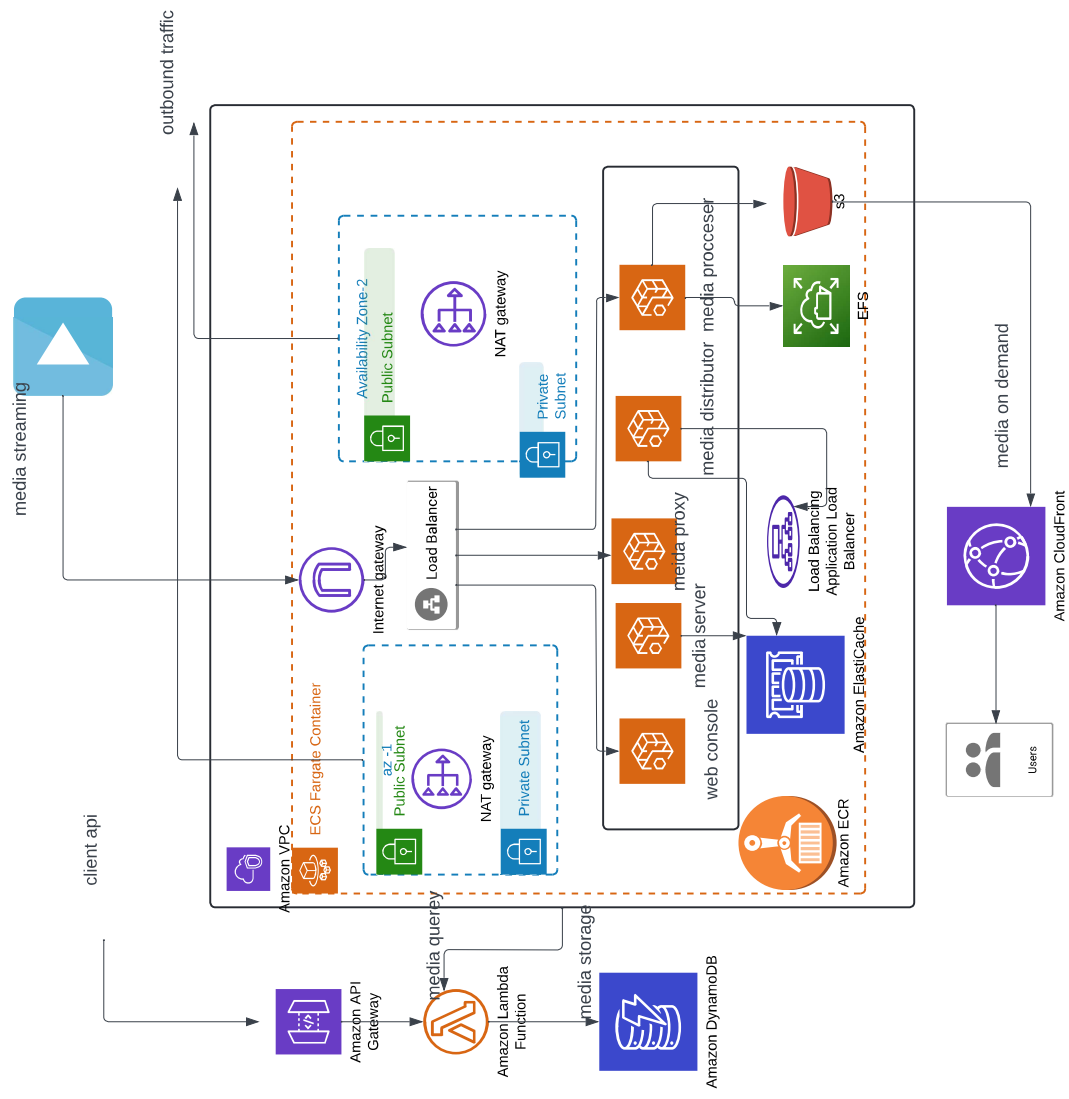 client api
media streaming
outbound traffic
Amazon API
Gateway
Amazon VPC
ECS Fargate Container
az -1
Public Subnet
NAT gateway
Private Subnet
Internet gateway
Load Balancer
Availability Zone-2
Public Subnet
NAT gateway
Private
Subnet
media querey
Amazon Lambda
Function
media storage
Amazon DynamoDB
web console
media server
meida proxy
media distributor
media procceser
Amazon ECR
Amazon ElastiCache
Load Balancing
Application Load
Balancer
EFS
s3
media on demand
Amazon CloudFront
Users